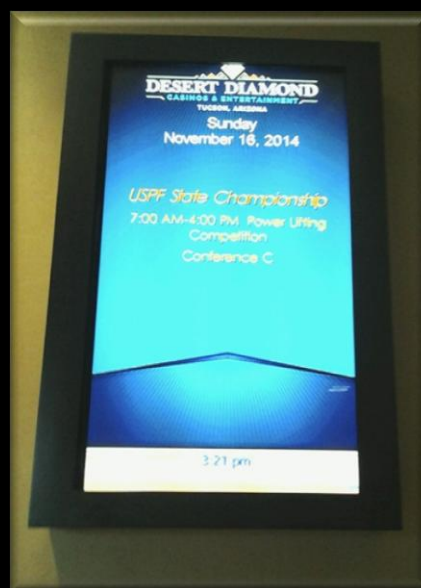 DESERT DIAMOND
CASINOS & ENTERTAINMENT
TUCSON, ARIZONA
Sunday
November 16, 2014
USPF State Championship
7:00 AM-4:00 PM Power Lifting
Competition
Conference C
3:21 pm